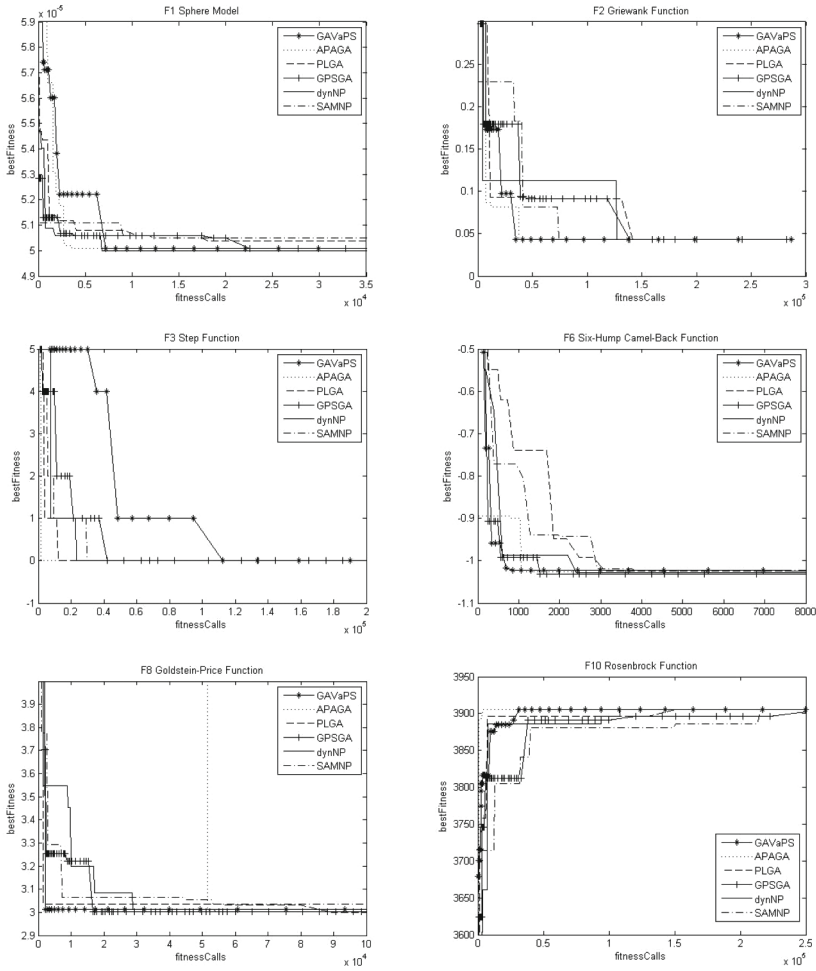 F1 Sphere Model
5.9 x 10^-5
5.8
5.7
5.6
5.5
5.4
5.3
5.2
5.1
5
4.9
bestFitness
GAVaPS
APAGA
PLGA
GPSGA
dynNP
SAMNP
0 0.5 1 1.5 2 2.5 3 3.5
fitnessCalls
x 10^4
F2 Griewank Function
0.25
0.2
0.15
0.1
0.05
0
bestFitness
GAVaPS
APAGA
PLGA
GPSGA
dynNP
SAMNP
0 0.5 1 1.5 2 2.5 3
fitnessCalls
x 10^5
F3 Step Function
5
4
3
2
1
0
-1
bestFitness
GAVaPS
APAGA
PLGA
GPSGA
dynNP
SAMNP
0 0.2 0.4 0.6 0.8 1 1.2 1.4 1.6 1.8 2
fitnessCalls
x 10^5
F6 Six-Hump Camel-Back Function
-0.5
-0.6
-0.7
-0.8
-0.9
-1
-1.1
bestFitness
GAVaPS
APAGA
PLGA
GPSGA
dynNP
SAMNP
0 1000 2000 3000 4000 5000 6000 7000 8000
fitnessCalls
F8 Goldstein-Price Function
3.9
3.8
3.7
3.6
3.5
3.4
3.3
3.2
3.1
3
2.9
bestFitness
GAVaPS
APAGA
PLGA
GPSGA
dynNP
SAMNP
0 1 2 3 4 5 6 7 8 9 10
fitnessCalls
x 10^4
F10 Rosenbrock Function
3950
3900
3850
3800
3750
3700
3650
3600
bestFitness
GAVaPS
APAGA
PLGA
GPSGA
dynNP
SAMNP
0 0.5 1 1.5 2 2.5
fitnessCalls
x 10^5